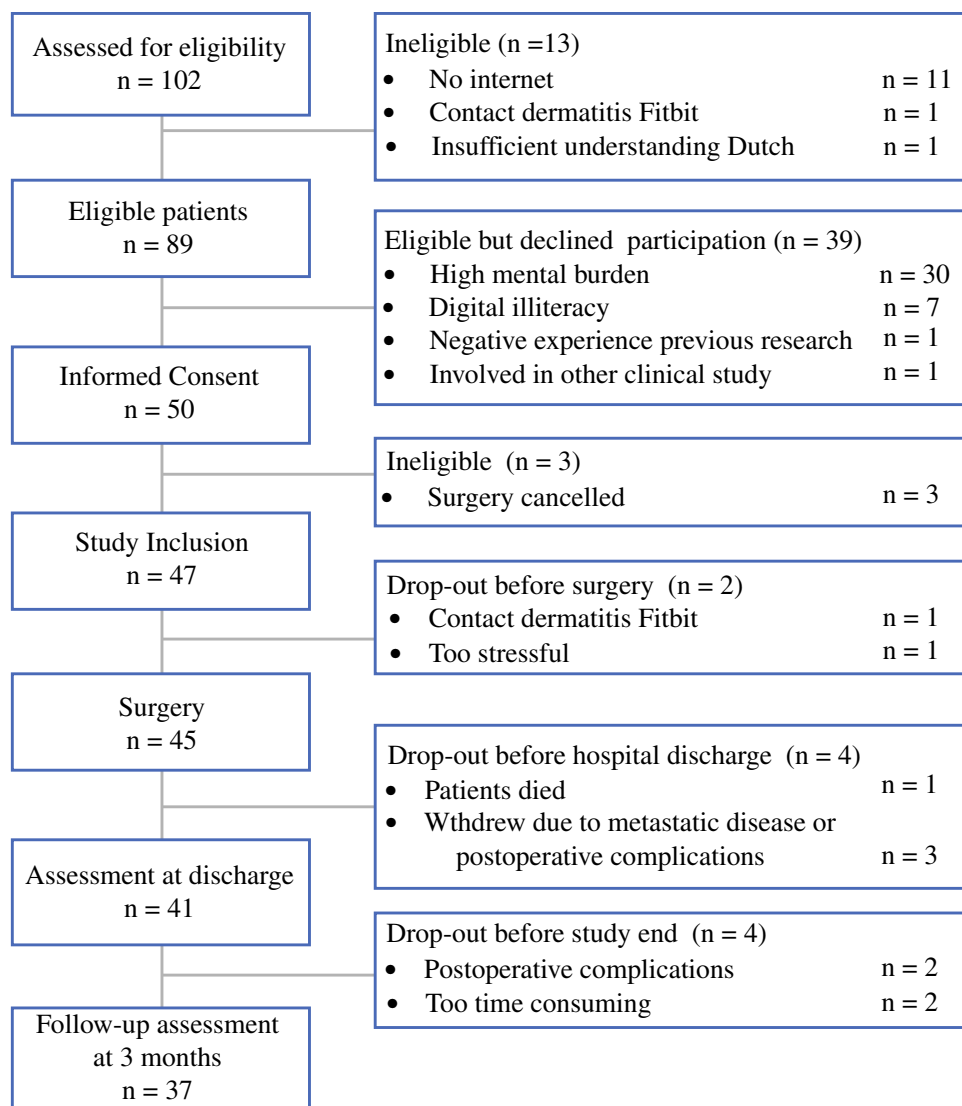 Assessed for eligibility
n = 102
Ineligible (n =13)
• No internet n = 11
• Contact dermatitis Fitbit n = 1
• Insufficient understanding Dutch n = 1
Eligible patients
n = 89
Eligible but declined participation (n = 39)
• High mental burden n = 30
• Digital illiteracy n = 7
• Negative experience previous research n = 1
• Involved in other clinical study n = 1
Informed Consent
n = 50
Ineligible (n = 3)
• Surgery cancelled n = 3
Study Inclusion
n = 47
Drop-out before surgery (n = 2)
• Contact dermatitis Fitbit n = 1
• Too stressful n = 1
Surgery
n = 45
Drop-out before hospital discharge (n = 4)
• Patients died n = 1
• Wthdrew due to metastatic disease or
postoperative complications n = 3
Assessment at discharge
n = 41
Drop-out before study end (n = 4)
• Postoperative complications n = 2
• Too time consuming n = 2
Follow-up assessment
at 3 months
n = 37